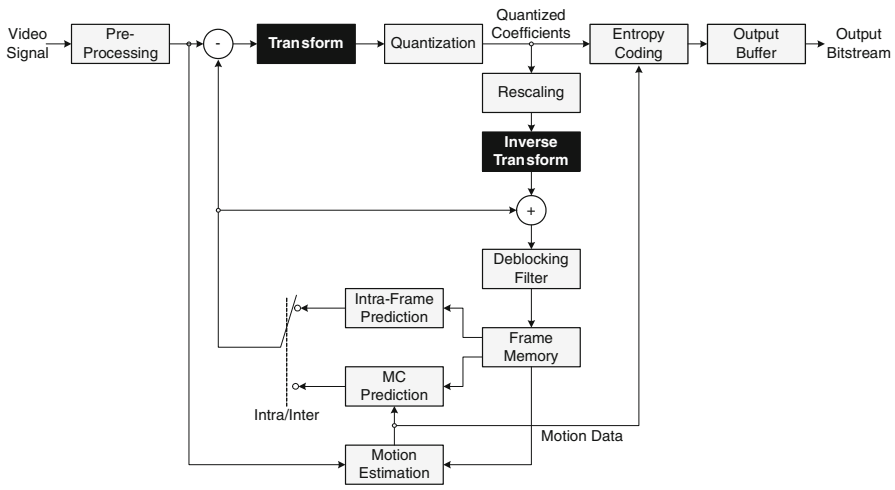 Video
Signal
Pre-
Processing
-
Transform
Quantization
Quantized
Coefficients
Entropy
Coding
Output
Buffer
Output
Bitstream
Rescaling
Inverse
Transform
+
Deblocking
Filter
Intra-Frame
Prediction
Frame
Memory
MC
Prediction
Intra/Inter
Motion Data
Motion
Estimation